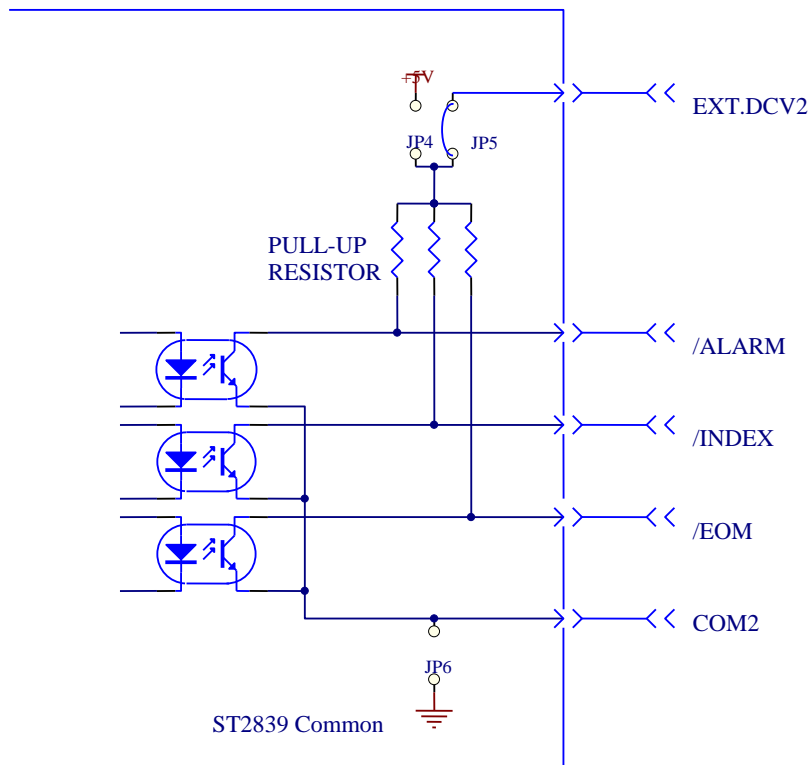 +5V
EXT.DCV2
JP4
JP5
PULL-UP
RESISTOR
/ALARM
/INDEX
/EOM
COM2
JP6
ST2839 Common